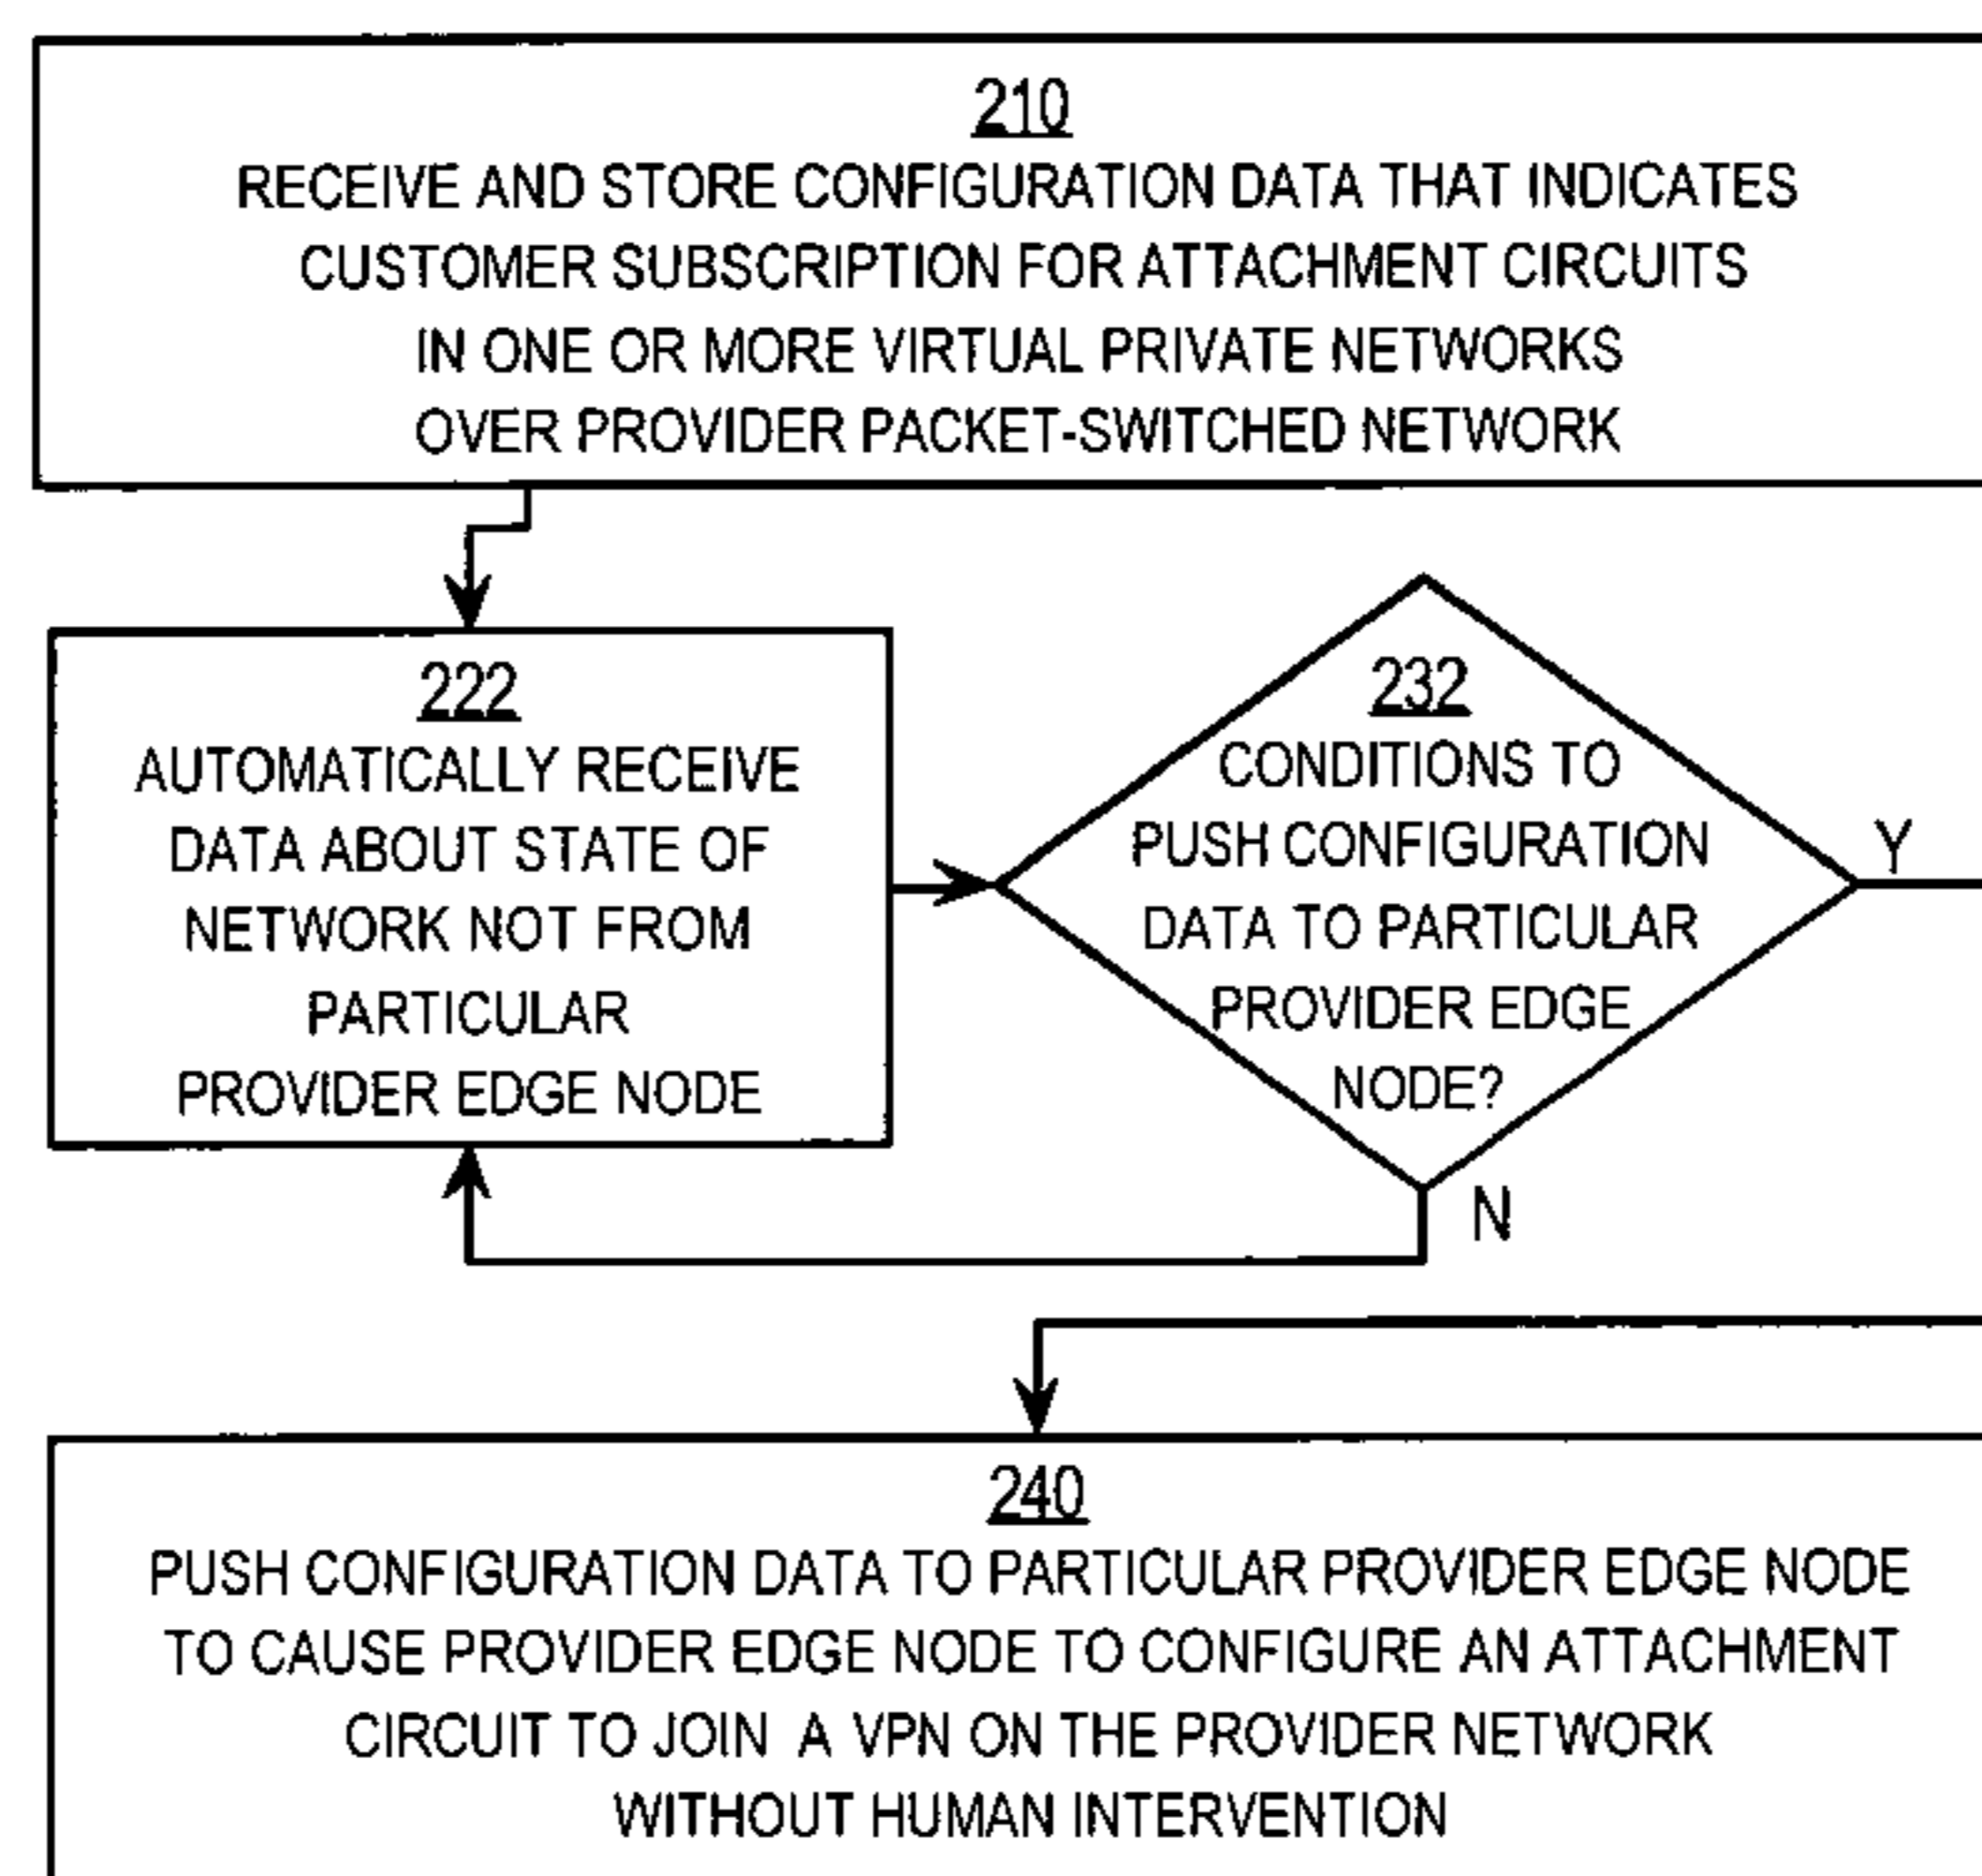 210
RECEIVE AND STORE CONFIGURATION DATA THAT INDICATES
CUSTOMER SUBSCRIPTION FOR ATTACHMENT CIRCUITS
IN ONE OR MORE VIRTUAL PRIVATE NETWORKS
OVER PROVIDER PACKET-SWITCHED NETWORK
222
AUTOMATICALLY RECEIVE
DATA ABOUT STATE OF
NETWORK NOT FROM
PARTICULAR
PROVIDER EDGE NODE
232
CONDITIONS TO
PUSH CONFIGURATION
DATA TO PARTICULAR
PROVIDER EDGE
NODE?
Y
N
240
PUSH CONFIGURATION DATA TO PARTICULAR PROVIDER EDGE NODE
TO CAUSE PROVIDER EDGE NODE TO CONFIGURE AN ATTACHMENT
CIRCUIT TO JOIN A VPN ON THE PROVIDER NETWORK
WITHOUT HUMAN INTERVENTION